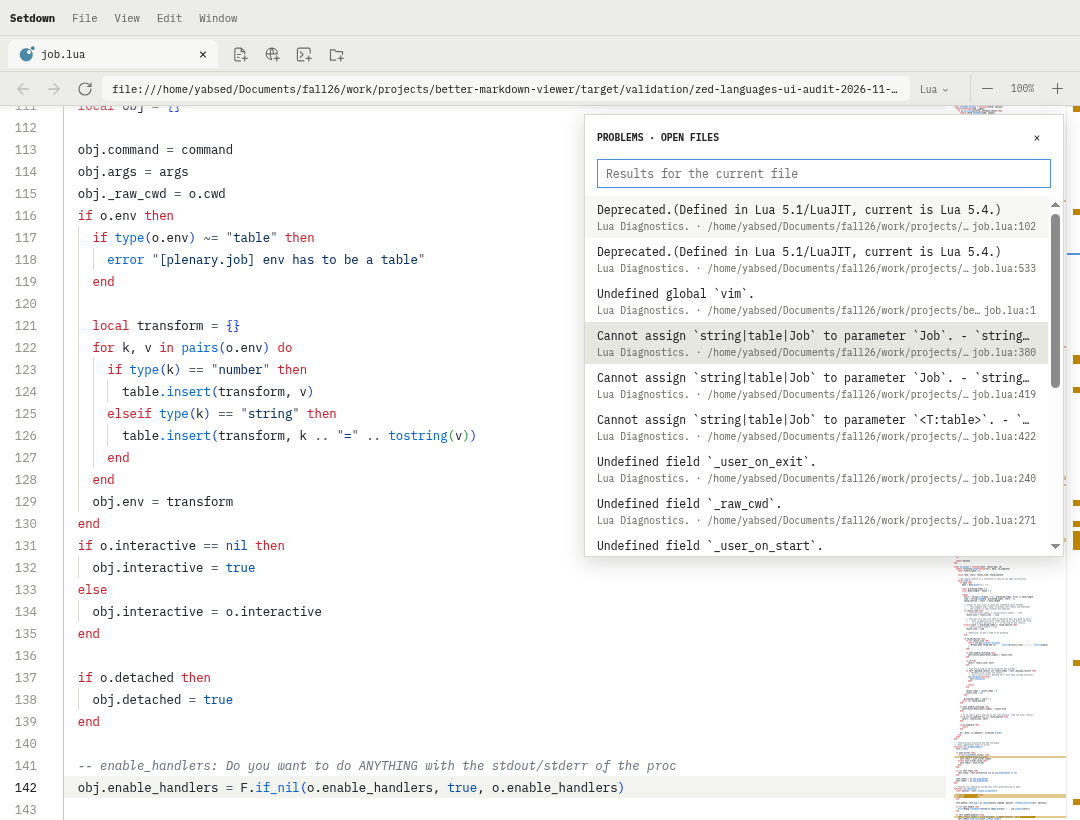 Setdown File View Edit Window
job.lua ×
file:///home/yabsed/Documents/fall26/work/projects/better-markdown-viewer/target/validation/zed-languages-ui-audit-2026-11-… Lua 100%
111 local obj = {}
112
113 obj.command = command
114 obj.args = args
115 obj._raw_cwd = o.cwd
116 if o.env then
117 if type(o.env) ~= "table" then
118 error "[plenary.job] env has to be a table"
119 end
120
121 local transform = {}
122 for k, v in pairs(o.env) do
123 if type(k) == "number" then
124 table.insert(transform, v)
125 elseif type(k) == "string" then
126 table.insert(transform, k .. "=" .. tostring(v))
127 end
128 end
129 obj.env = transform
130 end
131 if o.interactive == nil then
132 obj.interactive = true
133 else
134 obj.interactive = o.interactive
135 end
136
137 if o.detached then
138 obj.detached = true
139 end
140
141 -- enable_handlers: Do you want to do ANYTHING with the stdout/stderr of the proc
142 obj.enable_handlers = F.if_nil(o.enable_handlers, true, o.enable_handlers)
143
PROBLEMS · OPEN FILES ×
Results for the current file
Deprecated.(Defined in Lua 5.1/LuaJIT, current is Lua 5.4.)
Lua Diagnostics. · /home/yabsed/Documents/fall26/work/projects/… job.lua:102
Deprecated.(Defined in Lua 5.1/LuaJIT, current is Lua 5.4.)
Lua Diagnostics. · /home/yabsed/Documents/fall26/work/projects/… job.lua:533
Undefined global `vim`.
Lua Diagnostics. · /home/yabsed/Documents/fall26/work/projects/be… job.lua:1
Cannot assign `string|table|Job` to parameter `Job`. - `string…
Lua Diagnostics. · /home/yabsed/Documents/fall26/work/projects/… job.lua:380
Cannot assign `string|table|Job` to parameter `Job`. - `string…
Lua Diagnostics. · /home/yabsed/Documents/fall26/work/projects/… job.lua:419
Cannot assign `string|table|Job` to parameter `<T:table>`. - `…
Lua Diagnostics. · /home/yabsed/Documents/fall26/work/projects/… job.lua:422
Undefined field `_user_on_exit`.
Lua Diagnostics. · /home/yabsed/Documents/fall26/work/projects/… job.lua:240
Undefined field `_raw_cwd`.
Lua Diagnostics. · /home/yabsed/Documents/fall26/work/projects/… job.lua:271
Undefined field `_user_on_start`.